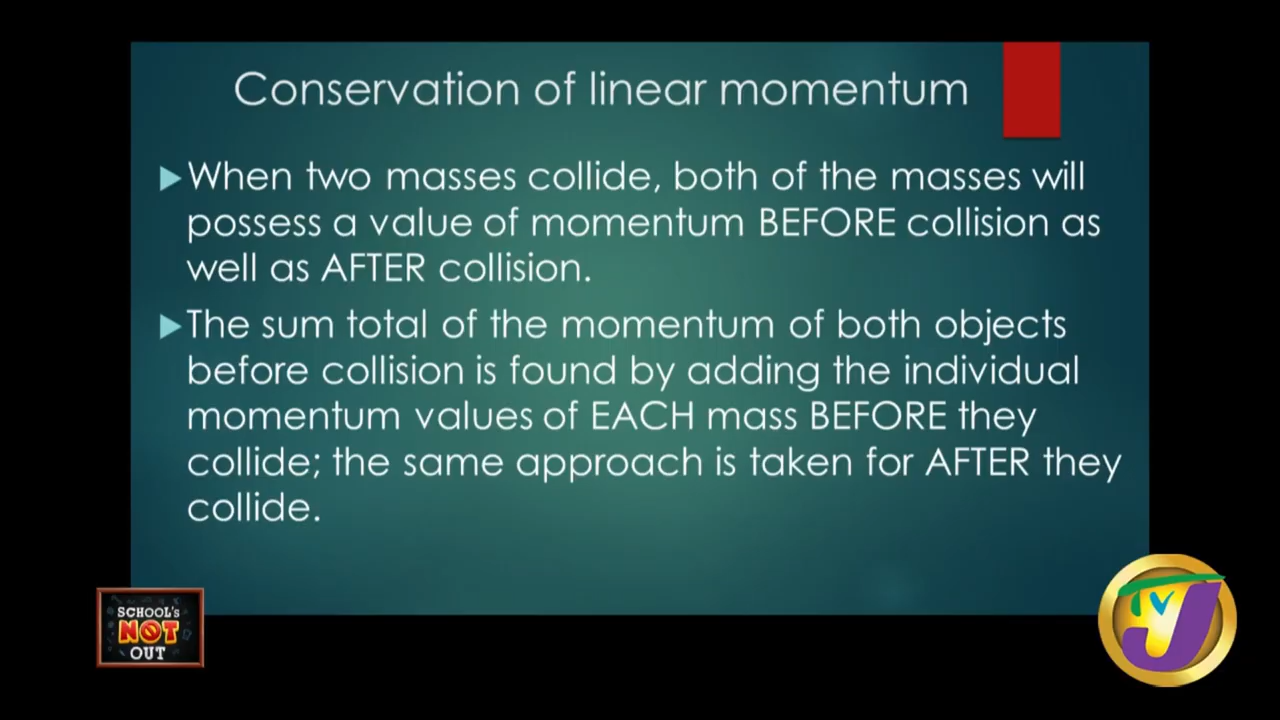 Conservation of linear momentum
When two masses collide, both of the masses will
possess a value of momentum BEFORE collision as
well as AFTER collision.
The sum total of the momentum of both objects
before collision is found by adding the individual
momentum values of EACH mass BEFORE they
collide; the same approach is taken for AFTER they
collide.
SCHOOL's
NOT
OUT
TVJ